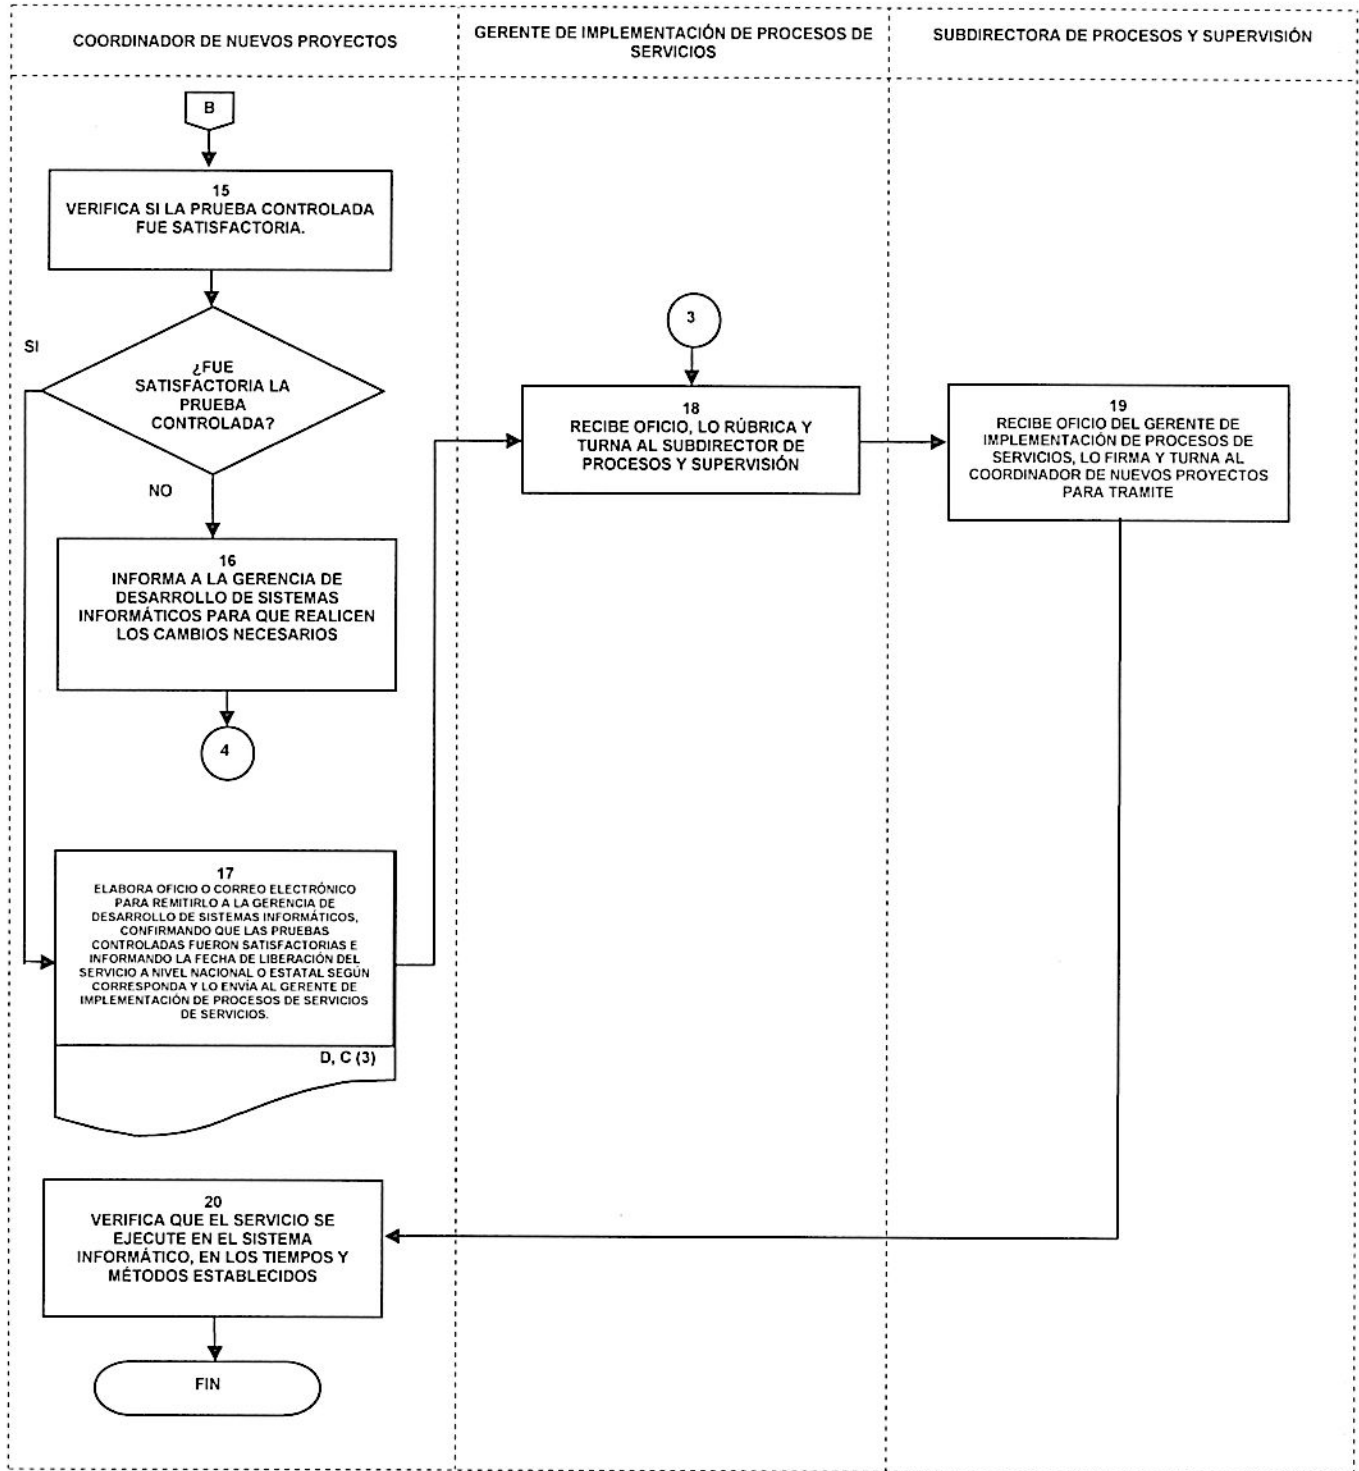 COORDINADOR DE NUEVOS PROYECTOS
GERENTE DE IMPLEMENTACIÓN DE PROCESOS DE
SERVICIOS
SUBDIRECTORA DE PROCESOS Y SUPERVISIÓN
B
15
VERIFICA SI LA PRUEBA CONTROLADA
FUE SATISFACTORIA.
SI
¿FUE
SATISFACTORIA LA
PRUEBA
CONTROLADA?
NO
16
INFORMA A LA GERENCIA DE
DESARROLLO DE SISTEMAS
INFORMÁTICOS PARA QUE REALICEN
LOS CAMBIOS NECESARIOS
4
17
ELABORA OFICIO O CORREO ELECTRÓNICO
PARA REMITIRLO A LA GERENCIA DE
DESARROLLO DE SISTEMAS INFORMÁTICOS,
CONFIRMANDO QUE LAS PRUEBAS
CONTROLADAS FUERON SATISFACTORIAS E
INFORMANDO LA FECHA DE LIBERACIÓN DEL
SERVICIO A NIVEL NACIONAL O ESTATAL SEGÚN
CORRESPONDA Y LO ENVÍA AL GERENTE DE
IMPLEMENTACIÓN DE PROCESOS DE SERVICIOS
DE SERVICIOS.
D, C (3)
3
18
RECIBE OFICIO, LO RÚBRICA Y
TURNA AL SUBDIRECTOR DE
PROCESOS Y SUPERVISIÓN
19
RECIBE OFICIO DEL GERENTE DE
IMPLEMENTACIÓN DE PROCESOS DE
SERVICIOS, LO FIRMA Y TURNA AL
COORDINADOR DE NUEVOS PROYECTOS
PARA TRAMITE
20
VERIFICA QUE EL SERVICIO SE
EJECUTE EN EL SISTEMA
INFORMÁTICO, EN LOS TIEMPOS Y
MÉTODOS ESTABLECIDOS
FIN